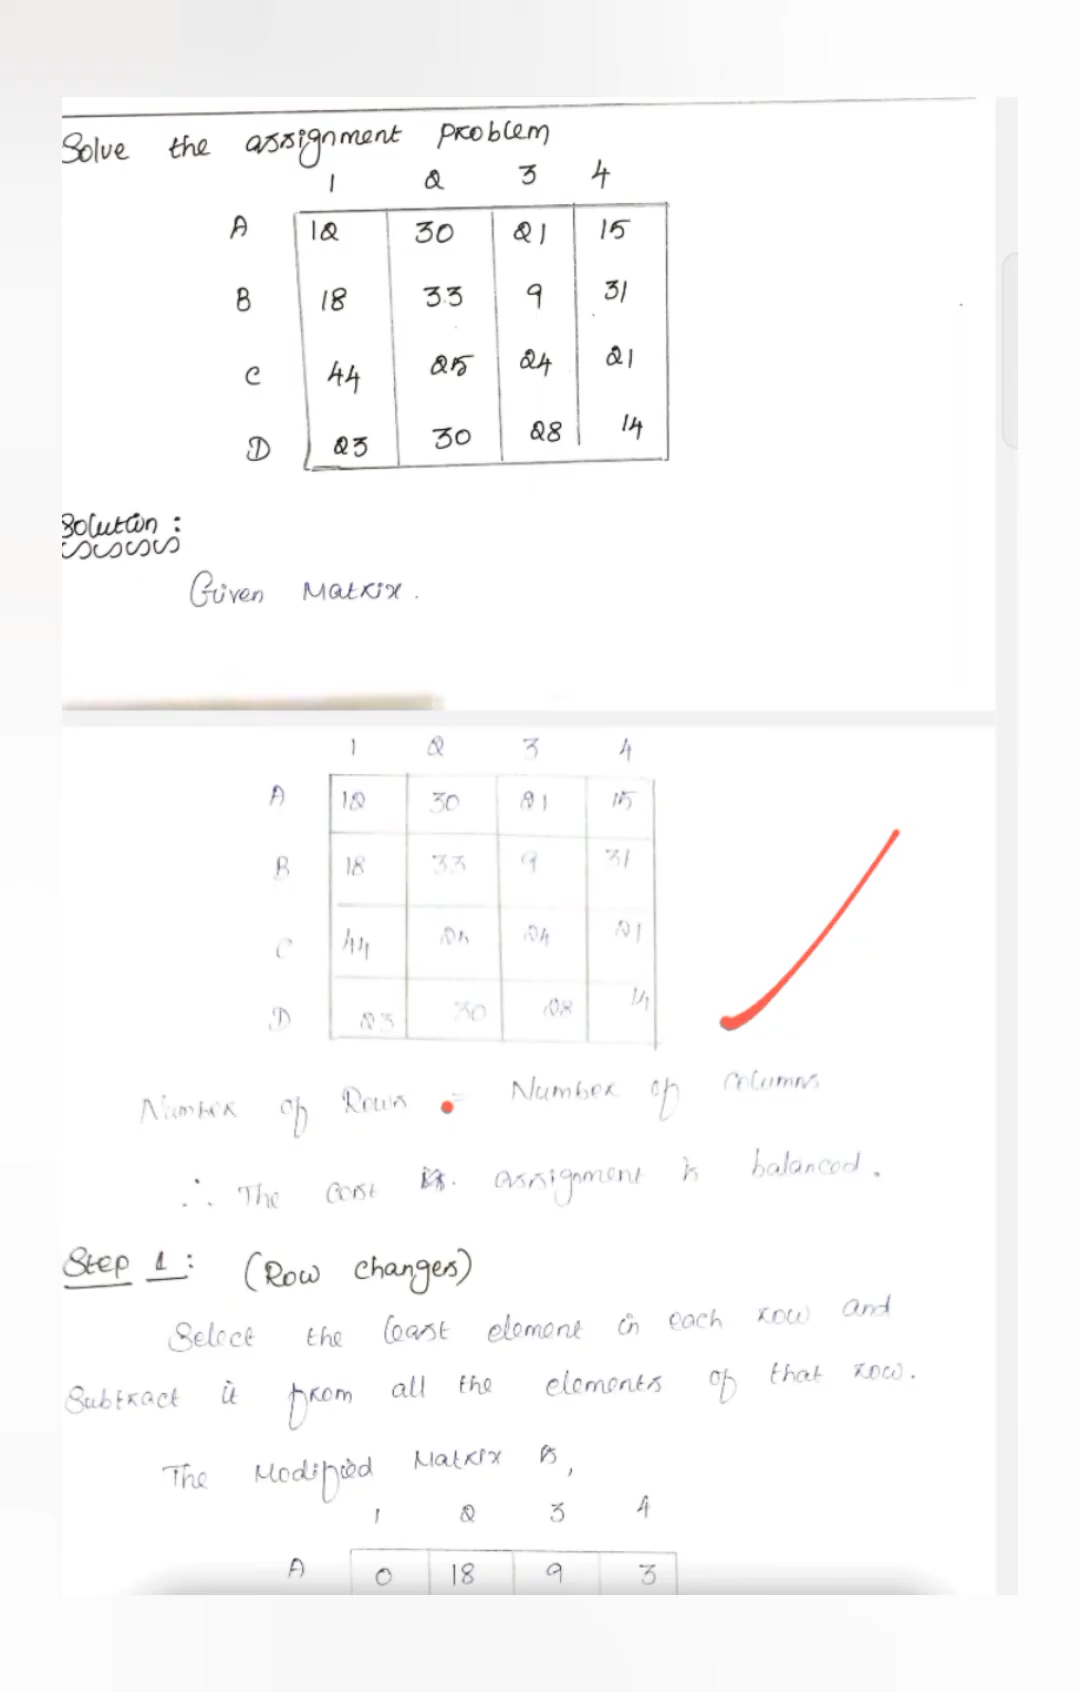 Solve the assignment problem
1 2 3 4
A 12 30 21 15
B 18 33 9 31
C 44 25 24 21
D 23 30 28 14
Solution :
Given Matrix.
1 2 3 4
A 12 30 21 15
B 18 33 9 31
C 44 25 24 21
D 23 30 28 14
Number of Rows = Number of columns
∴ The cost assignment is balanced.
Step 1 : (Row changes)
Select the least element in each row and
Subtract it from all the elements of that row.
The Modified Matrix is,
1 2 3 4
A 0 18 9 3